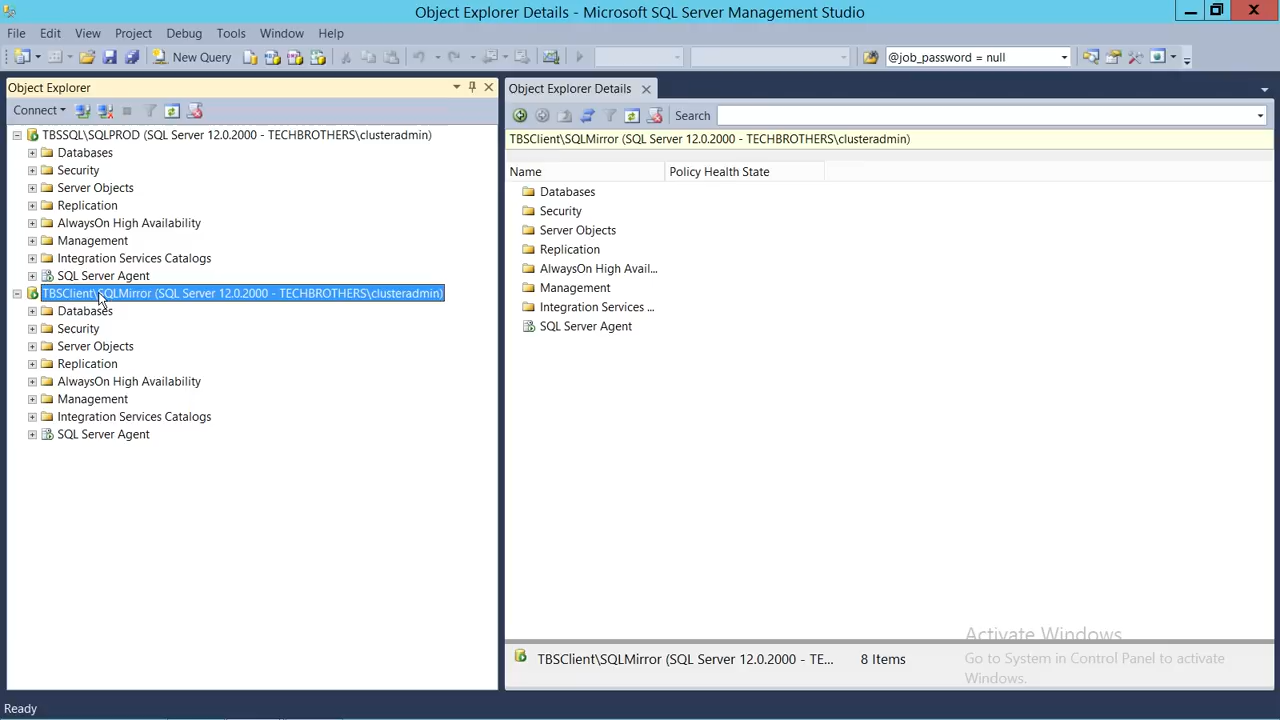 Object Explorer Details - Microsoft SQL Server Management Studio
File Edit View Project Debug Tools Window Help
New Query @job_password = null
Object Explorer
Connect
TBSSQL\SQLPROD (SQL Server 12.0.2000 - TECHBROTHERS\clusteradmin)
Databases
Security
Server Objects
Replication
AlwaysOn High Availability
Management
Integration Services Catalogs
SQL Server Agent
TBSClient\SQLMirror (SQL Server 12.0.2000 - TECHBROTHERS\clusteradmin)
Databases
Security
Server Objects
Replication
AlwaysOn High Availability
Management
Integration Services Catalogs
SQL Server Agent
Object Explorer Details
Search
TBSClient\SQLMirror (SQL Server 12.0.2000 - TECHBROTHERS\clusteradmin)
Name Policy Health State
Databases
Security
Server Objects
Replication
AlwaysOn High Avail...
Management
Integration Services ...
SQL Server Agent
Activate Windows
Go to System in Control Panel to activate
Windows.
TBSClient\SQLMirror (SQL Server 12.0.2000 - TE... 8 Items
Ready